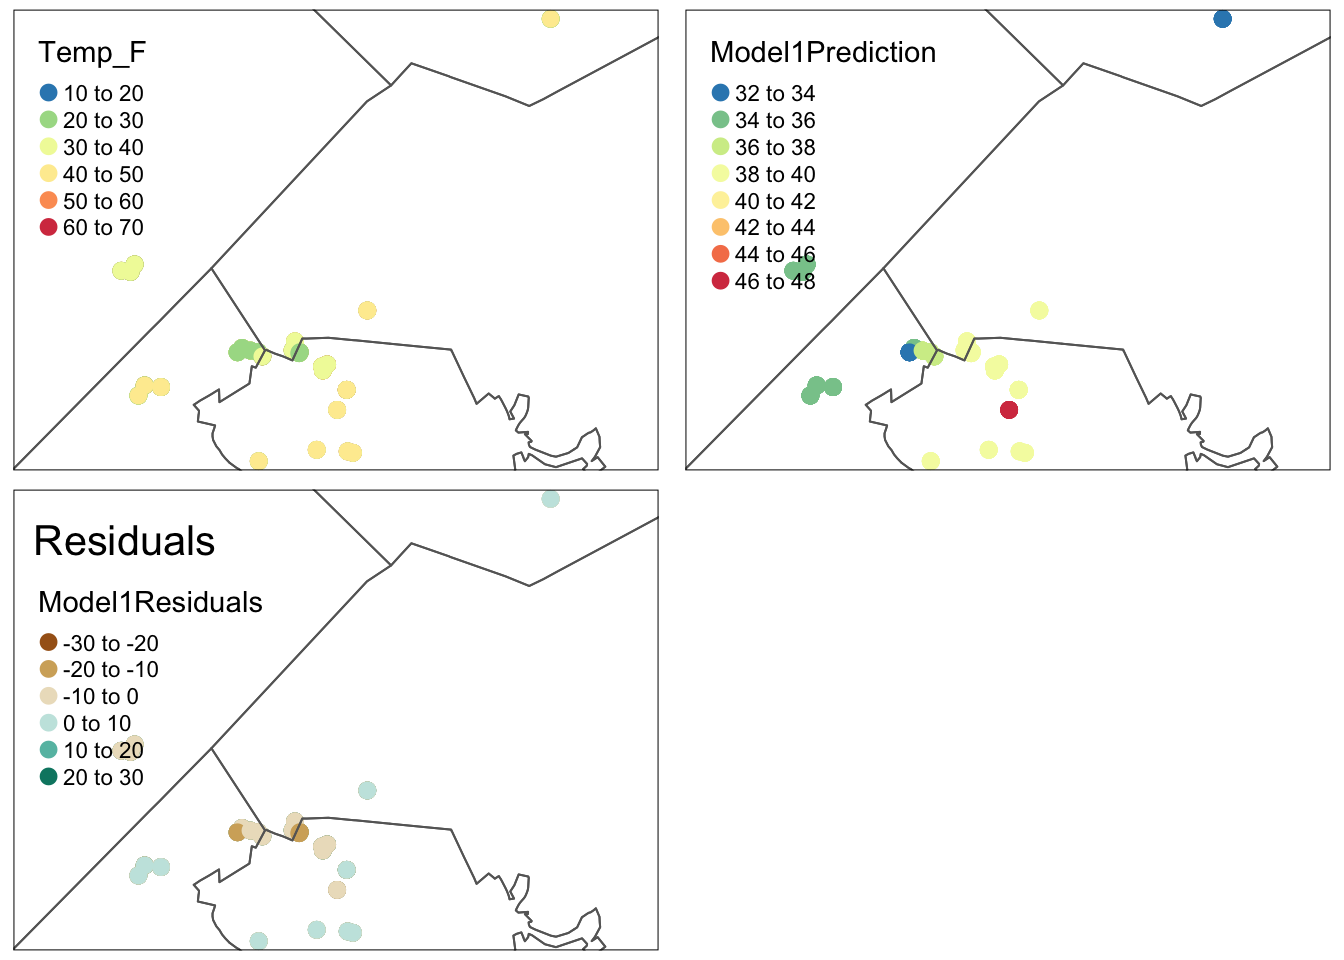 Temp_F
10 to 20
20 to 30
30 to 40
40 to 50
50 to 60
60 to 70
Model1Prediction
32 to 34
34 to 36
36 to 38
38 to 40
40 to 42
42 to 44
44 to 46
46 to 48
Residuals
Model1Residuals
-30 to -20
-20 to -10
-10 to 0
0 to 10
10 to 20
20 to 30